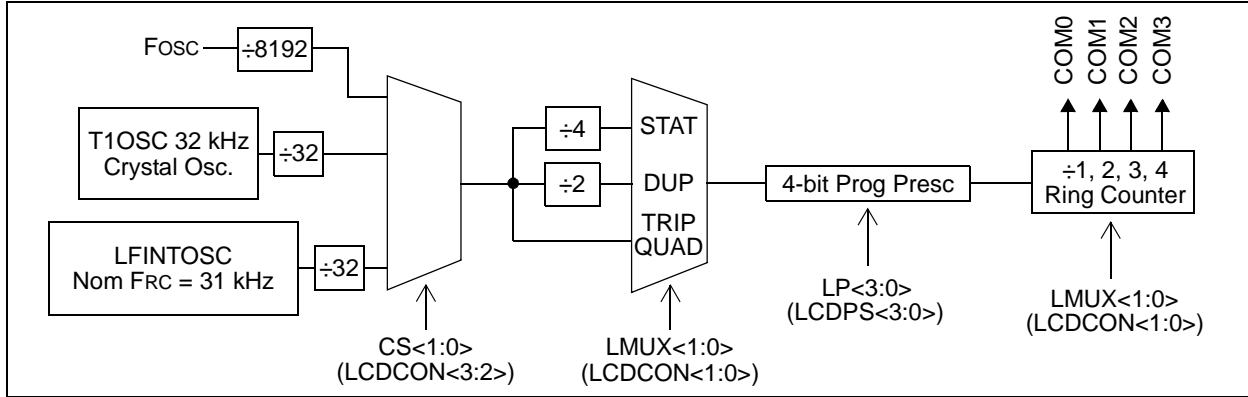 FOSC
÷8192
T1OSC 32 kHz
Crystal Osc.
÷32
LFINTOSC
Nom FRC = 31 kHz
÷32
CS<1:0>
(LCDCON<3:2>)
÷4
÷2
STAT
DUP
TRIP
QUAD
LMUX<1:0>
(LCDCON<1:0>)
4-bit Prog Presc
LP<3:0>
(LCDPS<3:0>)
COM0
COM1
COM2
COM3
÷1, 2, 3, 4
Ring Counter
LMUX<1:0>
(LCDCON<1:0>)